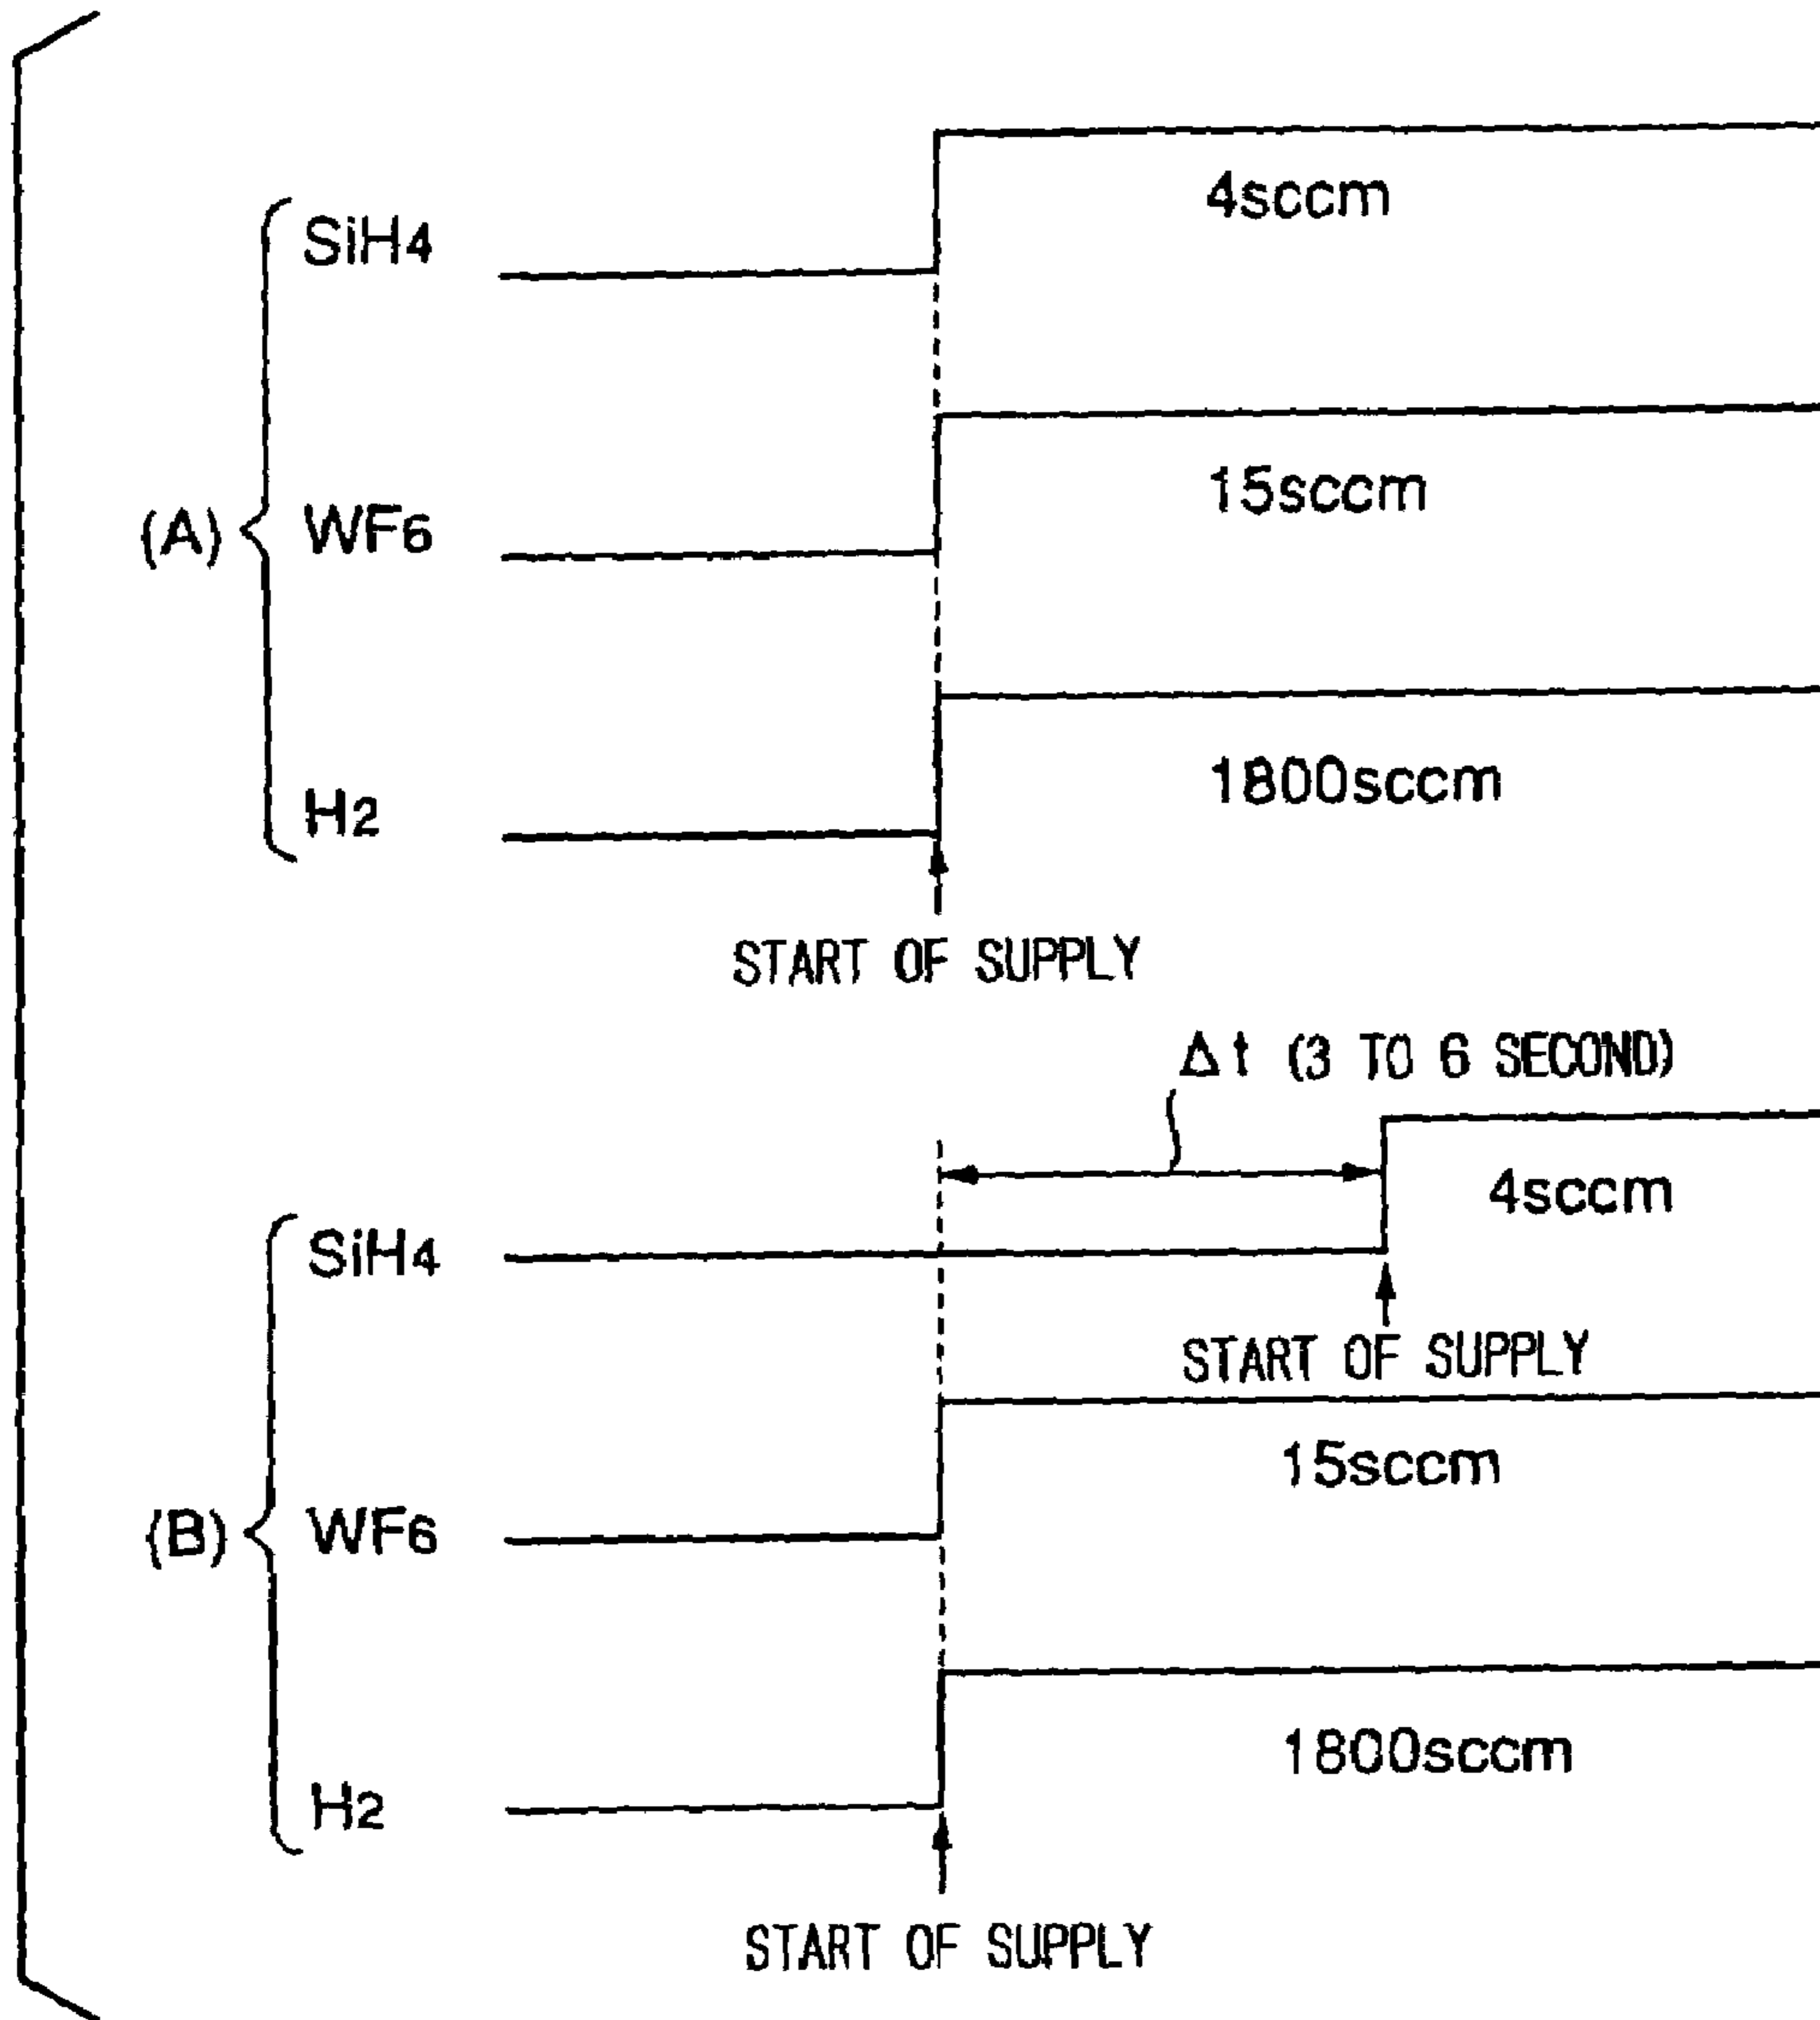 4sccm
SiH4
15sccm
(A) WF6
1800sccm
H2
START OF SUPPLY
Δt (3 TO 6 SECOND)
4sccm
SiH4
START OF SUPPLY
15sccm
(B) WF6
1800sccm
H2
START OF SUPPLY